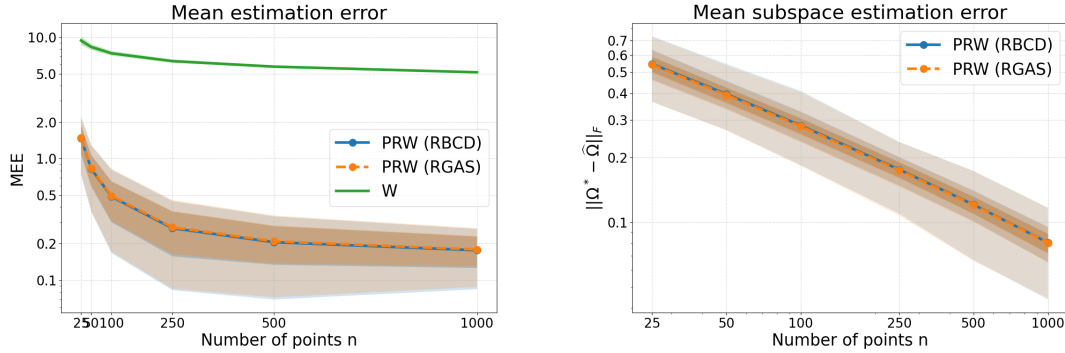 Mean estimation error
10.0
5.0
2.0
1.0
0.5
0.2
0.1
MEE
PRW (RBCD)
PRW (RGAS)
W
25 50 100 250 500 1000
Number of points n
Mean subspace estimation error
0.7
0.6
0.5
0.4
0.3
0.2
0.1
||Ω* − Ω̂||_F
PRW (RBCD)
PRW (RGAS)
25 50 100 250 500 1000
Number of points n